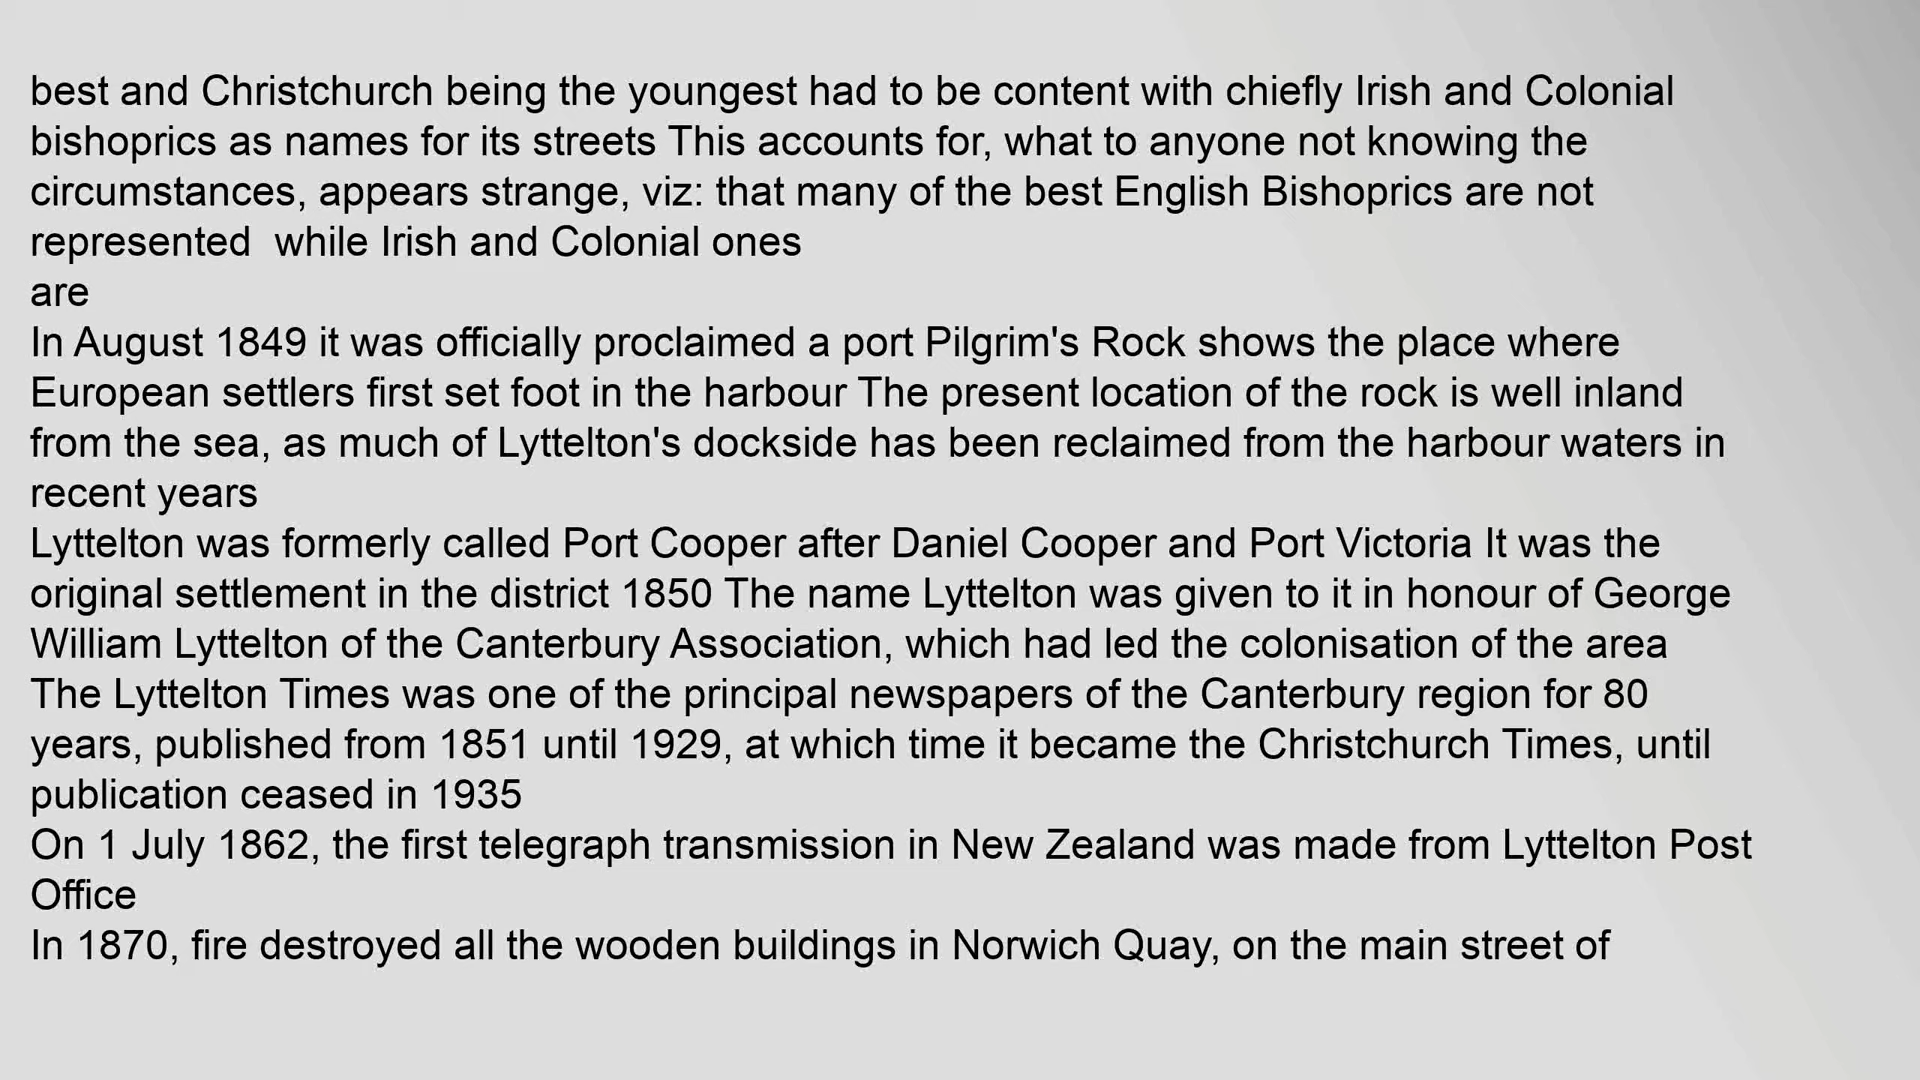 best and Christchurch being the youngest had to be content with chiefly Irish and Colonial
bishoprics as names for its streets This accounts for, what to anyone not knowing the
circumstances, appears strange, viz: that many of the best English Bishoprics are not
represented  while Irish and Colonial ones
are
In August 1849 it was officially proclaimed a port Pilgrim's Rock shows the place where
European settlers first set foot in the harbour The present location of the rock is well inland
from the sea, as much of Lyttelton's dockside has been reclaimed from the harbour waters in
recent years
Lyttelton was formerly called Port Cooper after Daniel Cooper and Port Victoria It was the
original settlement in the district 1850 The name Lyttelton was given to it in honour of George
William Lyttelton of the Canterbury Association, which had led the colonisation of the area
The Lyttelton Times was one of the principal newspapers of the Canterbury region for 80
years, published from 1851 until 1929, at which time it became the Christchurch Times, until
publication ceased in 1935
On 1 July 1862, the first telegraph transmission in New Zealand was made from Lyttelton Post
Office
In 1870, fire destroyed all the wooden buildings in Norwich Quay, on the main street of